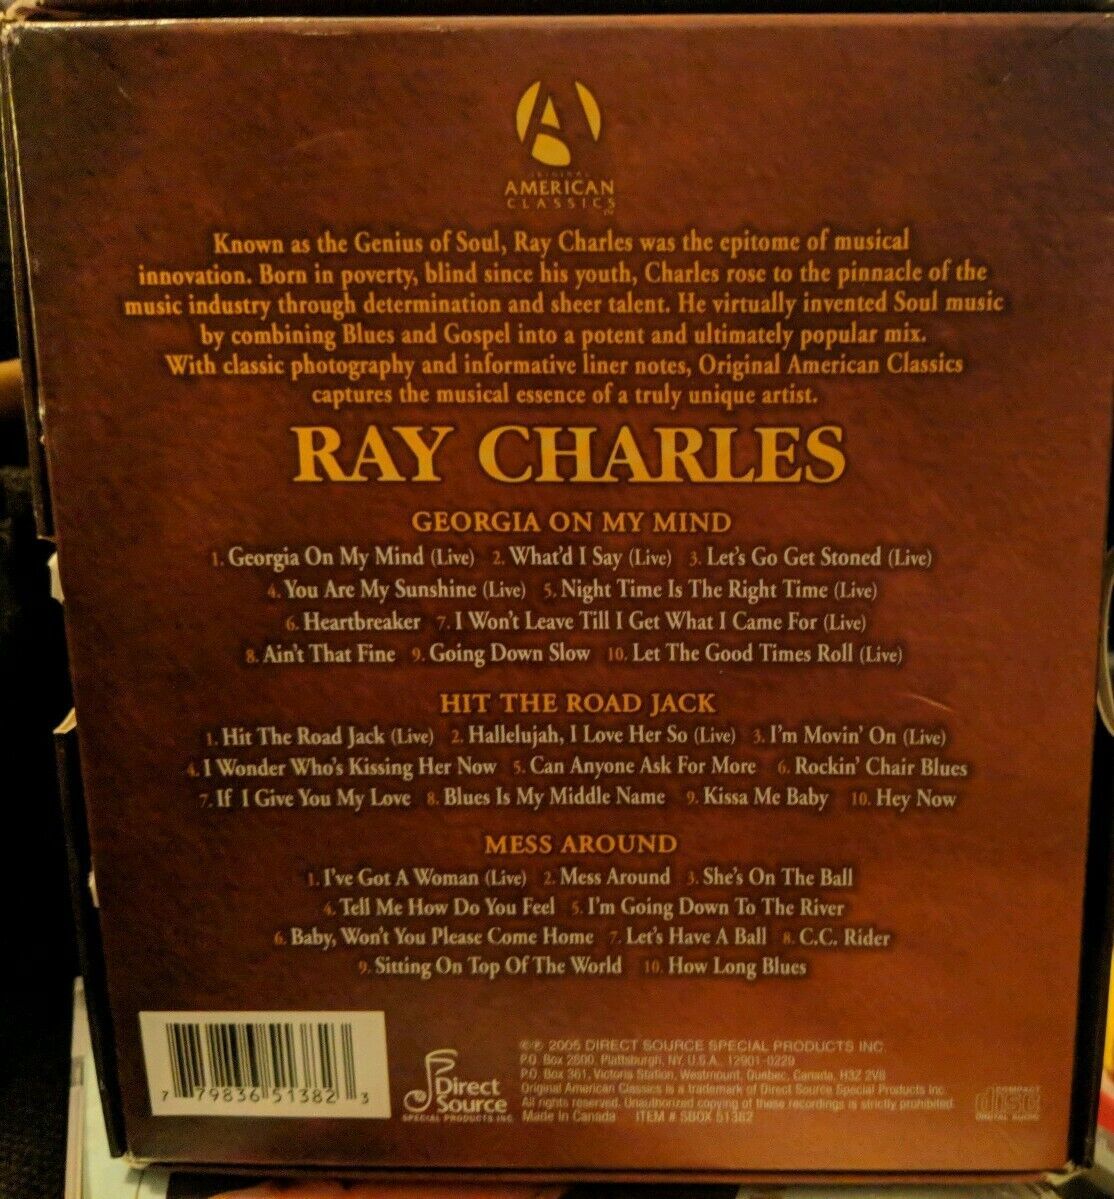 ORIGINAL
AMERICAN
CLASSICS
Known as the Genius of Soul, Ray Charles was the epitome of musical
innovation. Born in poverty, blind since his youth, Charles rose to the pinnacle of the
music industry through determination and sheer talent. He virtually invented Soul music
by combining Blues and Gospel into a potent and ultimately popular mix.
With classic photography and informative liner notes, Original American Classics
captures the musical essence of a truly unique artist.
RAY CHARLES
GEORGIA ON MY MIND
1. Georgia On My Mind (Live) 2. What'd I Say (Live) 3. Let's Go Get Stoned (Live)
4. You Are My Sunshine (Live) 5. Night Time Is The Right Time (Live)
6. Heartbreaker 7. I Won't Leave Till I Get What I Came For (Live)
8. Ain't That Fine 9. Going Down Slow 10. Let The Good Times Roll (Live)
HIT THE ROAD JACK
1. Hit The Road Jack (Live) 2. Hallelujah, I Love Her So (Live) 3. I'm Movin' On (Live)
4. I Wonder Who's Kissing Her Now 5. Can Anyone Ask For More 6. Rockin' Chair Blues
7. If I Give You My Love 8. Blues Is My Middle Name 9. Kissa Me Baby 10. Hey Now
MESS AROUND
1. I've Got A Woman (Live) 2. Mess Around 3. She's On The Ball
4. Tell Me How Do You Feel 5. I'm Going Down To The River
6. Baby, Won't You Please Come Home 7. Let's Have A Ball 8. C.C. Rider
9. Sitting On Top Of The World 10. How Long Blues
7 79836 51382 3
Direct
Source
SPECIAL PRODUCTS INC.
©℗ 2005 DIRECT SOURCE SPECIAL PRODUCTS INC.
P.O. Box 2800, Plattsburgh, NY, U.S.A. 12901-0229
P.O. Box 361, Victoria Station, Westmount, Quebec, Canada, H3Z 2V8
Original American Classics is a trademark of Direct Source Special Products Inc.
All rights reserved. Unauthorized copying of these recordings is strictly prohibited.
Made in Canada ITEM # SBOX 51382
COMPACT
disc
DIGITAL AUDIO